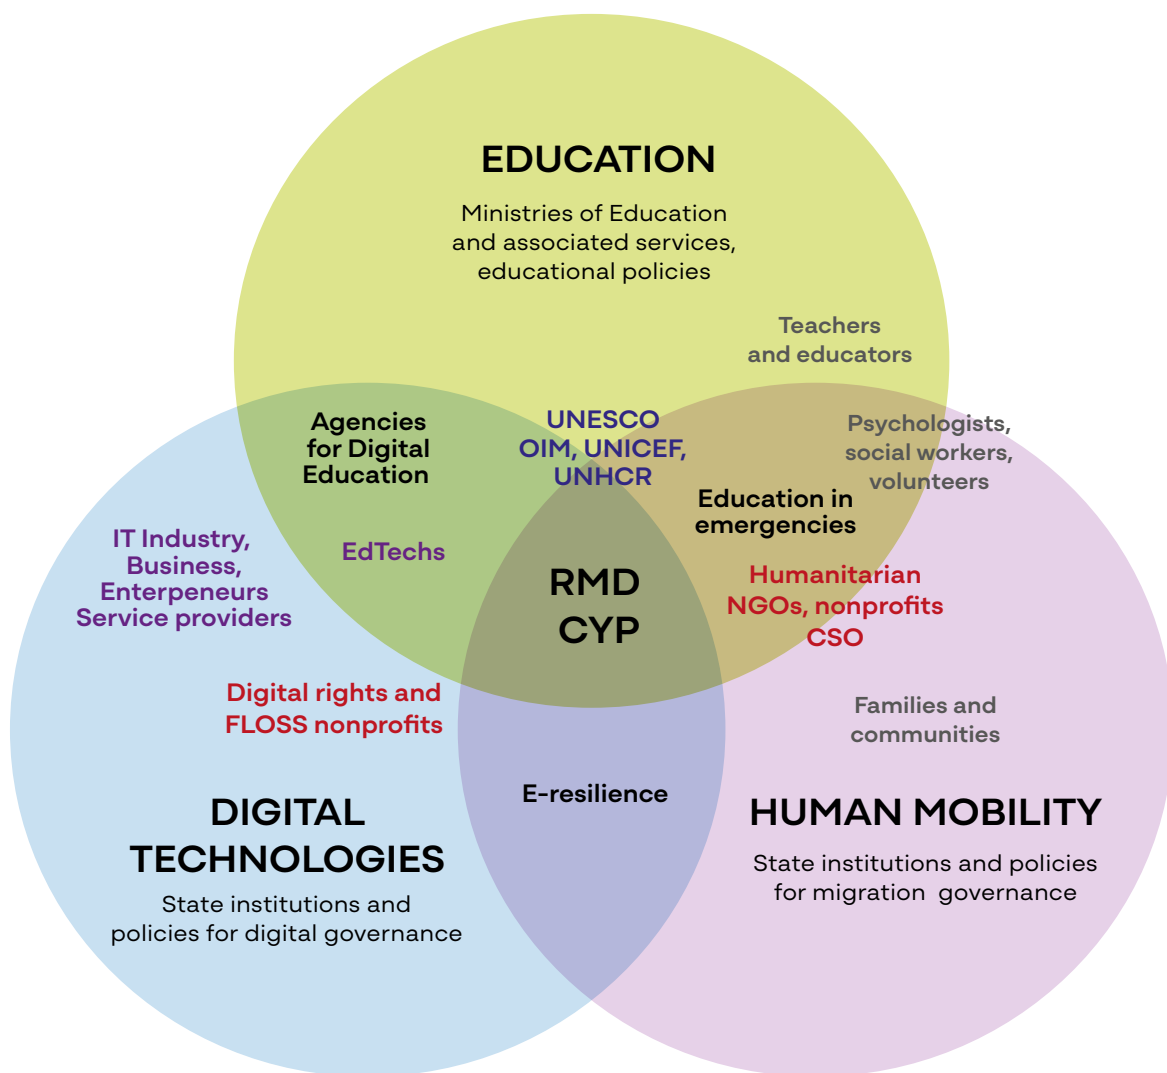 EDUCATION
Ministries of Education
and associated services,
educational policies
Teachers
and educators
Agencies
for Digital
Education
UNESCO
OIM, UNICEF,
UNHCR
Psychologists,
social workers,
volunteers
Education in
emergencies
IT Industry,
Business,
Enterpeneurs
Service providers
EdTechs
RMD
CYP
Humanitarian
NGOs, nonprofits
CSO
Digital rights and
FLOSS nonprofits
Families and
communities
E-resilience
DIGITAL
TECHNOLOGIES
State institutions and
policies for digital governance
HUMAN MOBILITY
State institutions and policies
for migration governance